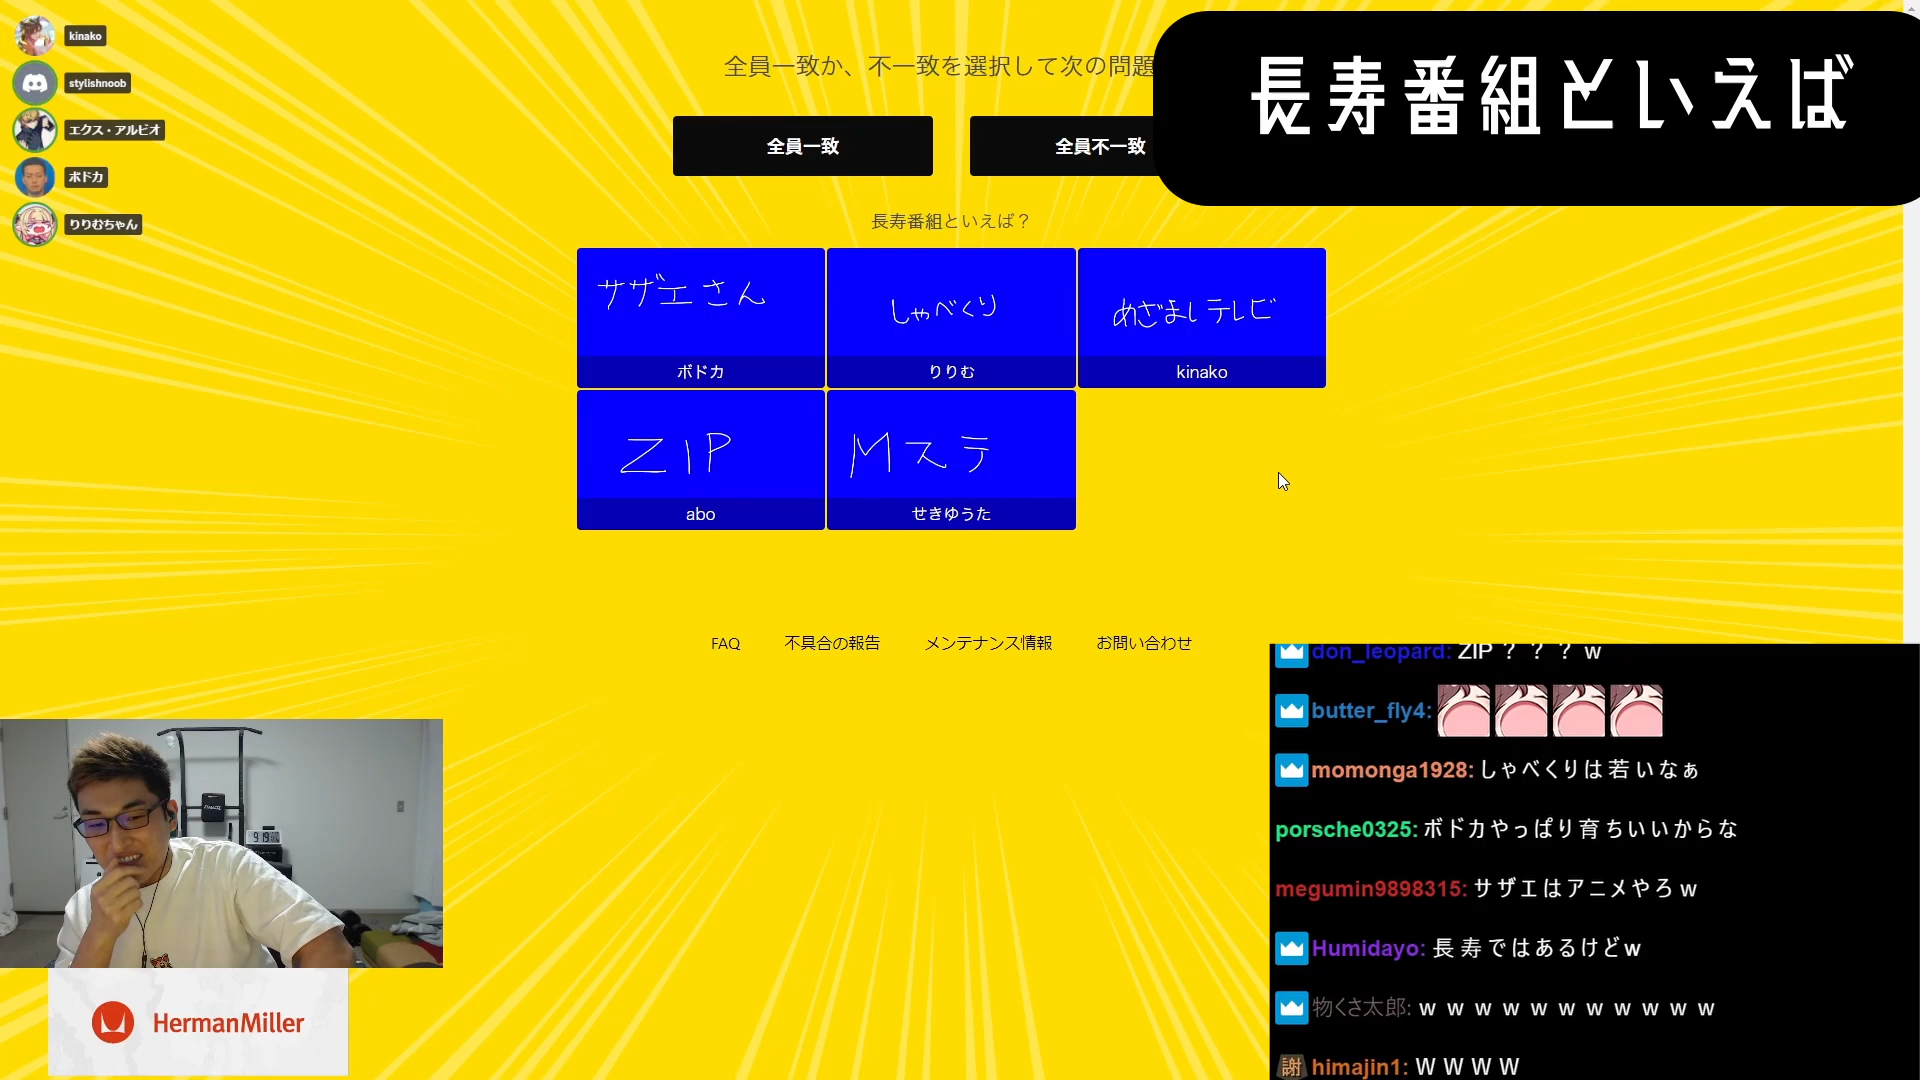 kinako
stylishnoob
エクス・アルビオ
ボドカ
りりむちゃん
全員一致か、不一致を選択して次の問題
長寿番組といえば
全員一致
全員不一致
長寿番組といえば？
サザエさん
ボドカ
しゃべくり
りりむ
めざましテレビ
kinako
ZIP
abo
Mステ
せきゆうた
FAQ
不具合の報告
メンテナンス情報
お問い合わせ
don_leopard: ZIP？？？w
butter_fly4:
momonga1928: しゃべくりは若いなぁ
porsche0325: ボドカやっぱり育ちいいからな
megumin9898315: サザエはアニメやろw
Humidayo: 長寿ではあるけどw
物くさ太郎: w w w w w w w w w w w
謝 himajin1: W W W W
HermanMiller